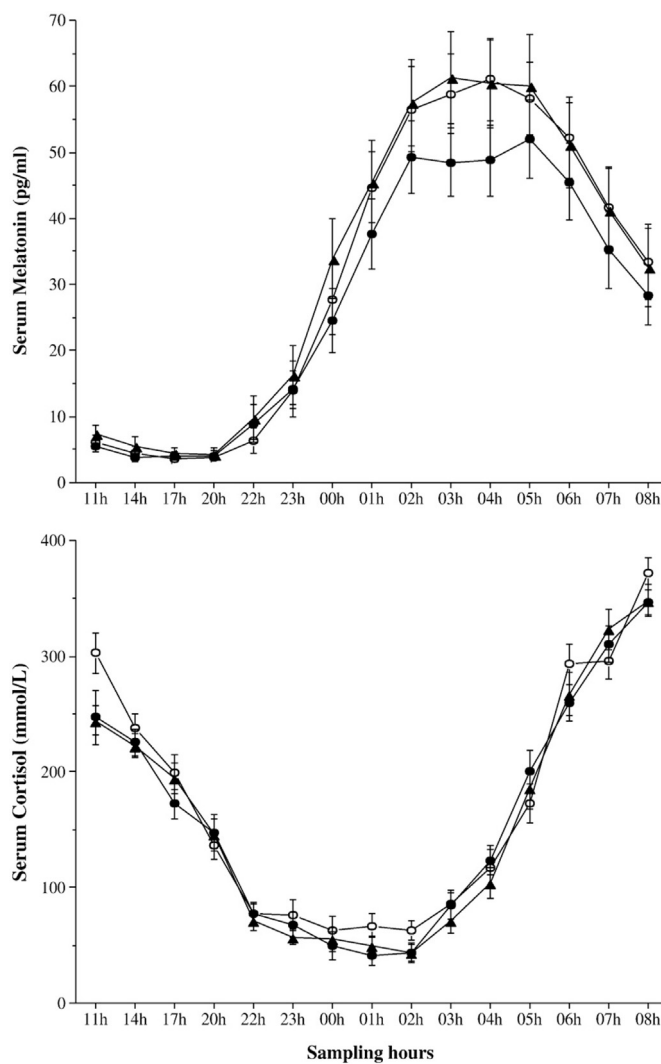 70
60
50
40
30
20
10
0
Serum Melatonin (pg/ml)
11h 14h 17h 20h 22h 23h 00h 01h 02h 03h 04h 05h 06h 07h 08h
400
300
200
100
0
Serum Cortisol (mmol/L)
11h 14h 17h 20h 22h 23h 00h 01h 02h 03h 04h 05h 06h 07h 08h
Sampling hours